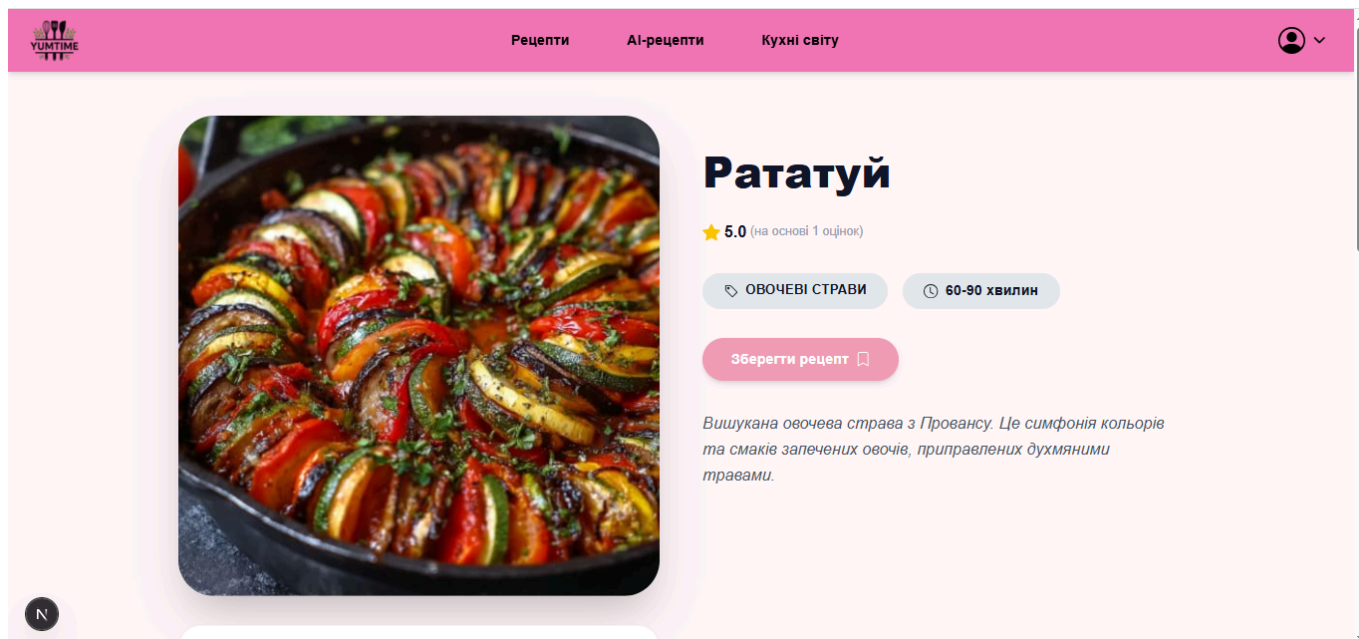 YUMTIME
Рецепти
AI-рецепти
Кухні світу
Рататуй
5.0 (на основі 1 оцінок)
ОВОЧЕВІ СТРАВИ
60-90 хвилин
Зберегти рецепт
Вишукана овочева страва з Провансу. Це симфонія кольорів
та смаків запечених овочів, приправлених духмяними
травами.
N